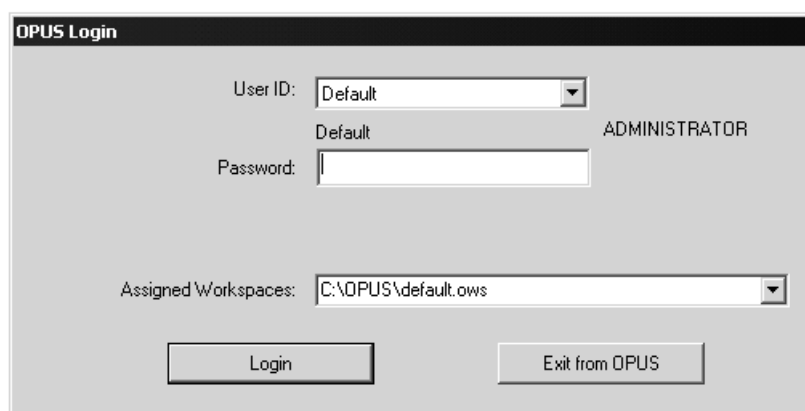 OPUS Login
User ID: Default
Default ADMINISTRATOR
Password:
Assigned Workspaces: C:\OPUS\default.ows
Login Exit from OPUS